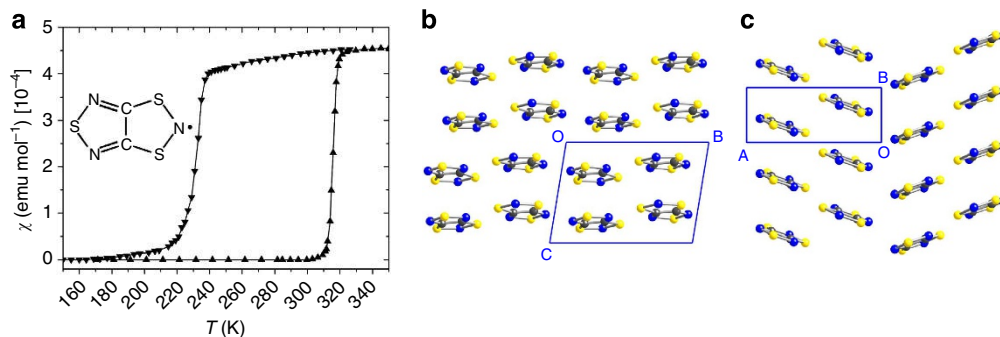 a
χ (emu mol⁻¹) [10⁻⁴]
5
4
3
2
1
0
N
S
S
N•
N
S
160
180
200
220
240
260
280
300
320
340
T (K)
b
O
B
C
c
B
A
O